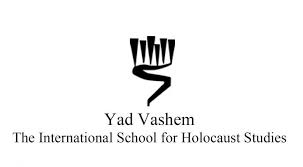 Yad Vashem
The International School for Holocaust Studies